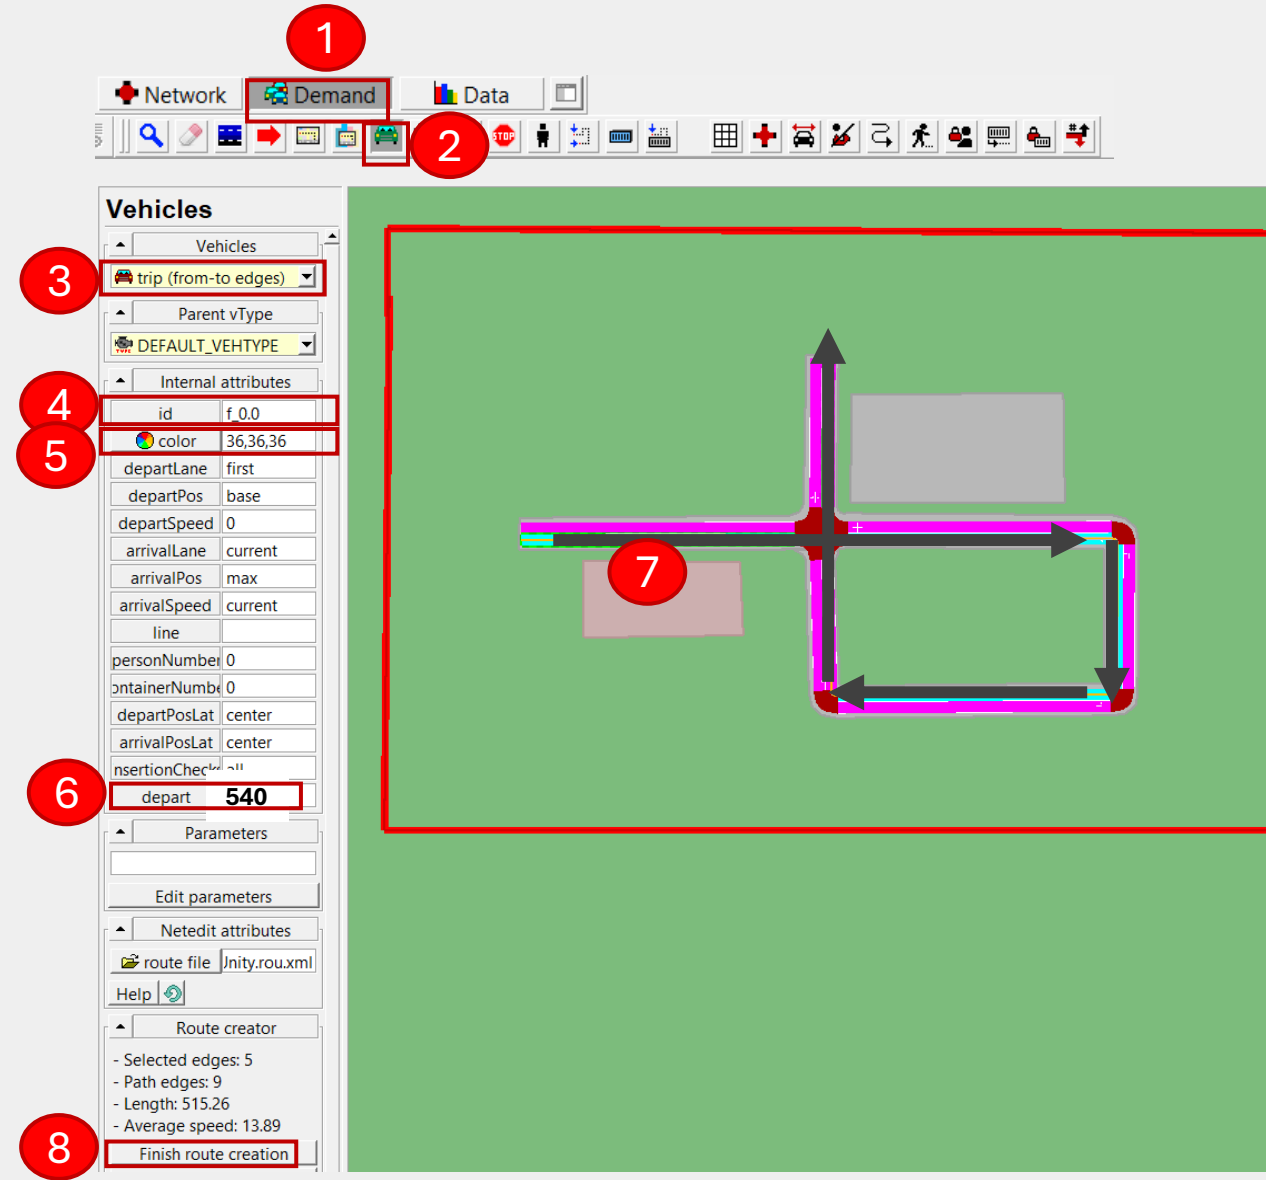 1
Network Demand Data
2
STOP
Vehicles
Vehicles
3
trip (from-to edges)
Parent vType
DEFAULT_VEHTYPE
Internal attributes
4
id f_0.0
5
color 36,36,36
departLane first
departPos base
departSpeed 0
arrivalLane current
arrivalPos max
arrivalSpeed current
line
personNumber 0
ontainerNumbe 0
departPosLat center
arrivalPosLat center
nsertionCheck all
6
depart 540
7
Parameters
Edit parameters
Netedit attributes
route file Jnity.rou.xml
Help
Route creator
- Selected edges: 5
- Path edges: 9
- Length: 515.26
- Average speed: 13.89
8
Finish route creation